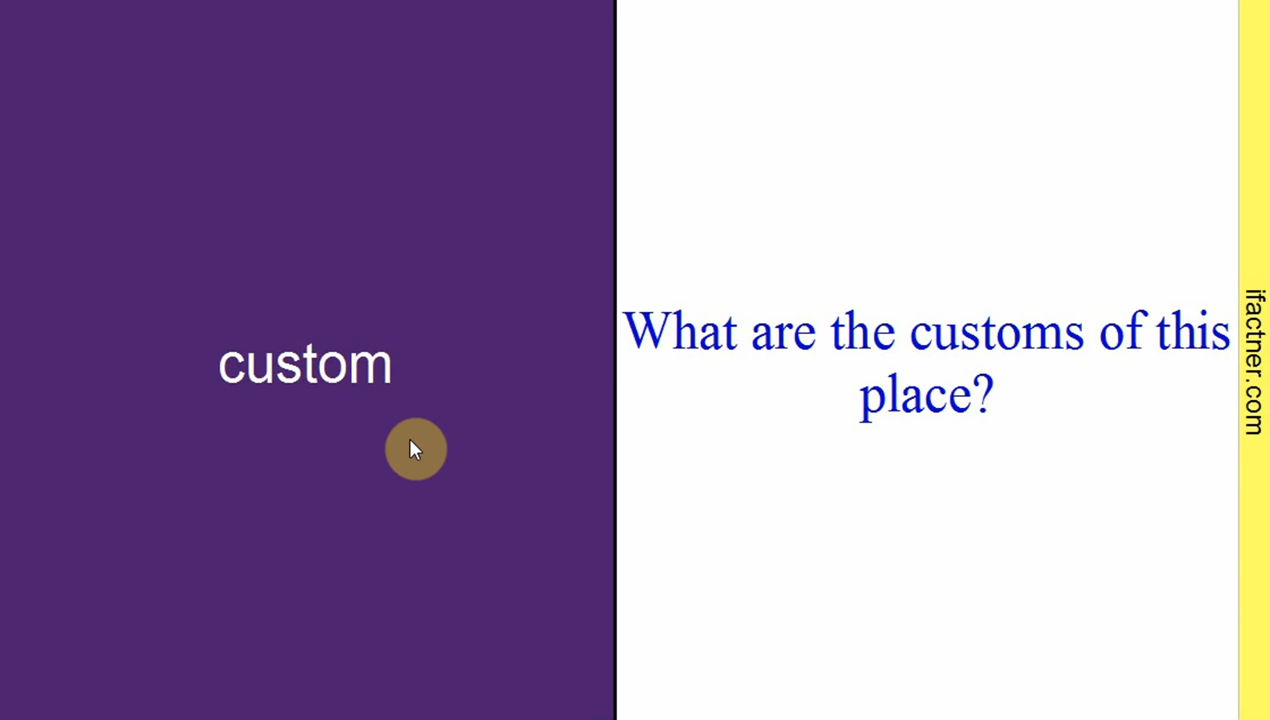 custom
What are the customs of this
place?
ifactner.com